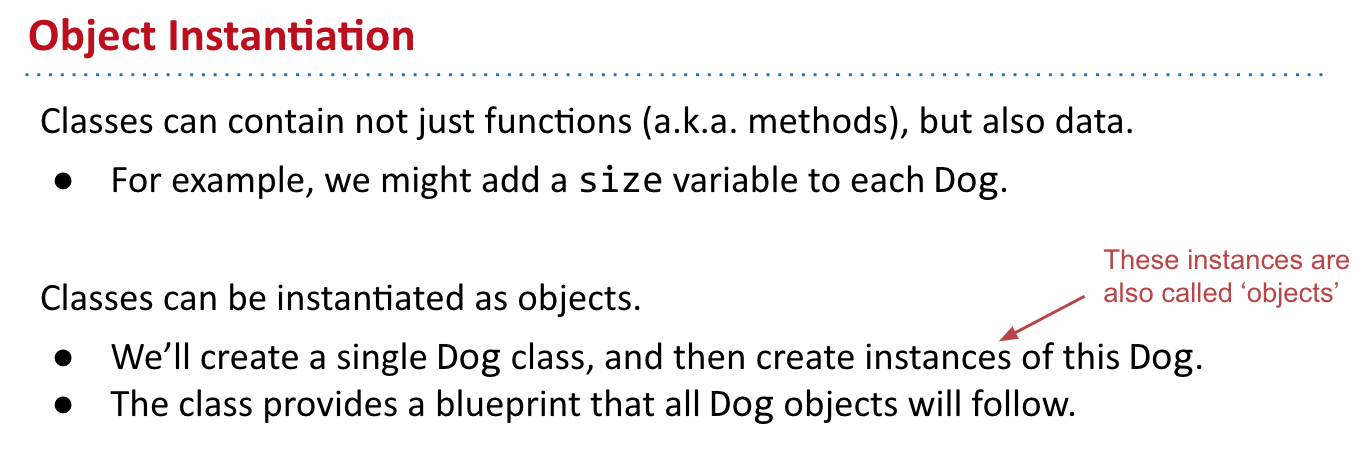 Object Instantiation
Classes can contain not just functions (a.k.a. methods), but also data.
● For example, we might add a size variable to each Dog.
These instances are
also called ‘objects’
Classes can be instantiated as objects.
● We’ll create a single Dog class, and then create instances of this Dog.
● The class provides a blueprint that all Dog objects will follow.